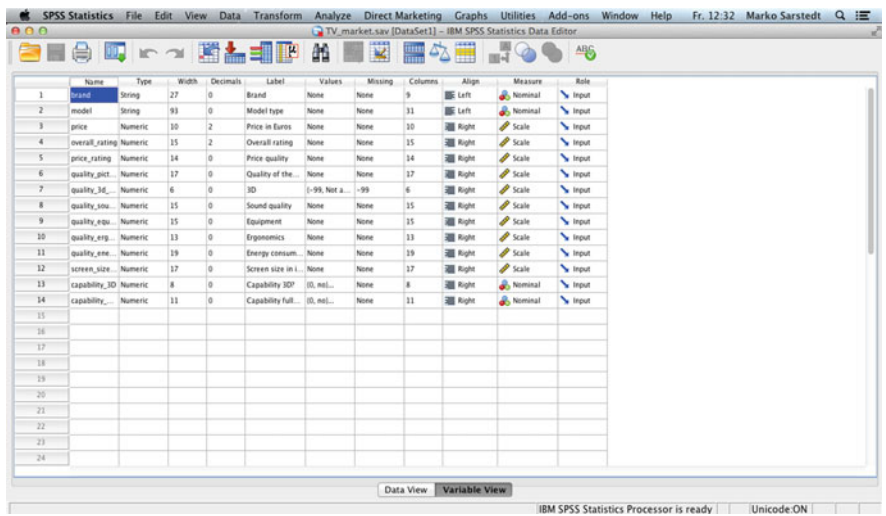 SPSS Statistics File Edit View Data Transform Analyze Direct Marketing Graphs Utilities Add-ons Window Help Fr. 12:32 Marko Sarstedt
TV_market.sav [DataSet1] – IBM SPSS Statistics Data Editor
Name Type Width Decimals Label Values Missing Columns Align Measure Role
1 brand String 27 0 Brand None None 9 Left Nominal Input
2 model String 93 0 Model type None None 31 Left Nominal Input
3 price Numeric 10 2 Price in Euros None None 10 Right Scale Input
4 overall_rating Numeric 15 2 Overall rating None None 15 Right Scale Input
5 price_rating Numeric 14 0 Price quality None None 14 Right Scale Input
6 quality_pict... Numeric 17 0 Quality of the... None None 17 Right Scale Input
7 quality_3d_... Numeric 6 0 3D {-99, Not a... -99 6 Right Scale Input
8 quality_sou... Numeric 15 0 Sound quality None None 15 Right Scale Input
9 quality_equ... Numeric 15 0 Equipment None None 15 Right Scale Input
10 quality_erg... Numeric 13 0 Ergonomics None None 13 Right Scale Input
11 quality_ene... Numeric 19 0 Energy consum... None None 19 Right Scale Input
12 screen_size... Numeric 17 0 Screen size in i... None None 17 Right Scale Input
13 capability_3D Numeric 8 0 Capability 3D? {0, no}... None 8 Right Nominal Input
14 capability_... Numeric 11 0 Capability full... {0, no}... None 11 Right Nominal Input
15
16
17
18
19
20
21
22
23
24
Data View Variable View
IBM SPSS Statistics Processor is ready Unicode:ON